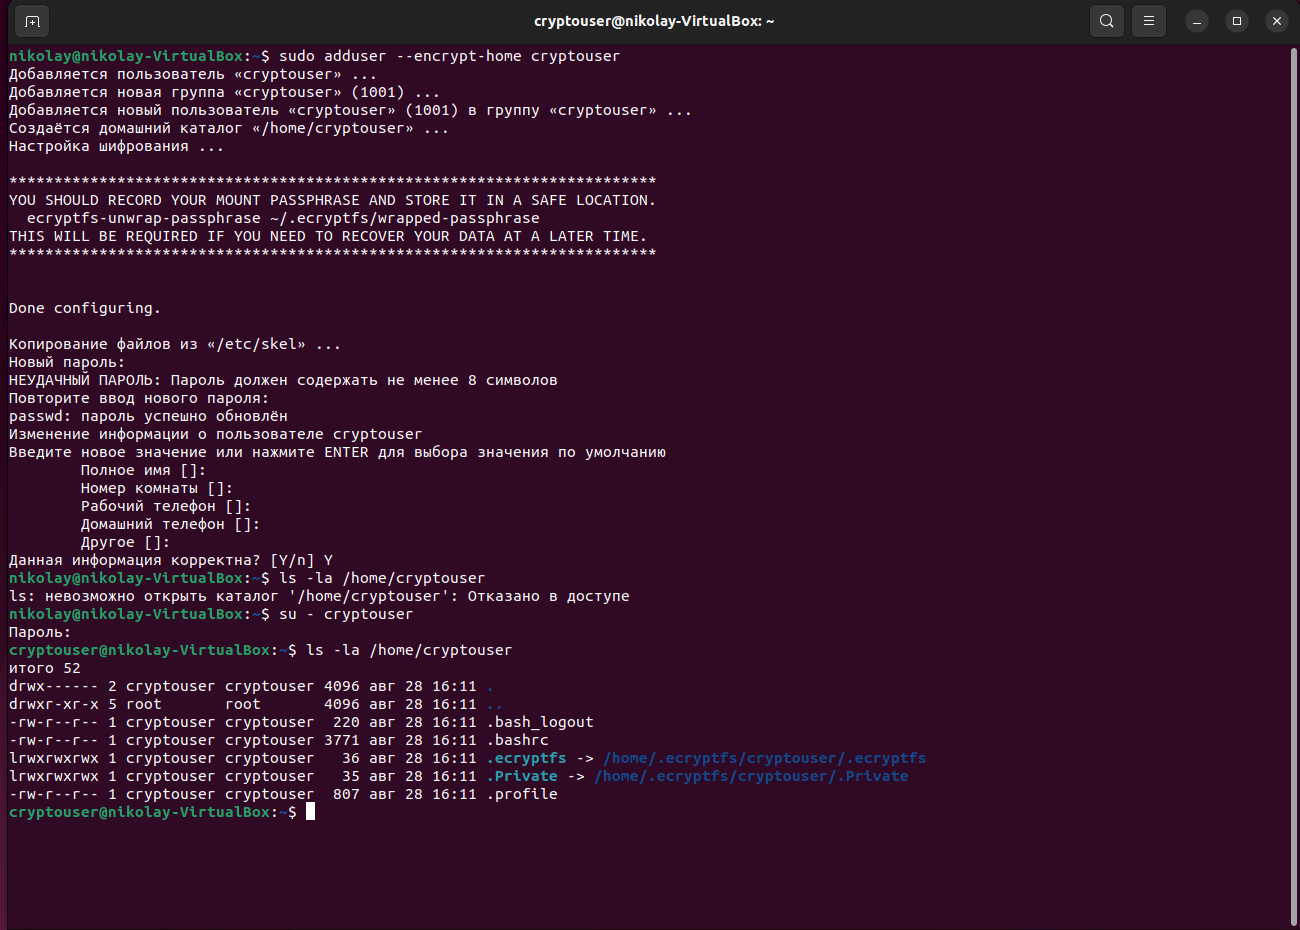 cryptouser@nikolay-VirtualBox: ~
nikolay@nikolay-VirtualBox:~$ sudo adduser --encrypt-home cryptouser
Добавляется пользователь «cryptouser» ...
Добавляется новая группа «cryptouser» (1001) ...
Добавляется новый пользователь «cryptouser» (1001) в группу «cryptouser» ...
Создаётся домашний каталог «/home/cryptouser» ...
Настройка шифрования ...
************************************************************************
YOU SHOULD RECORD YOUR MOUNT PASSPHRASE AND STORE IT IN A SAFE LOCATION.
  ecryptfs-unwrap-passphrase ~/.ecryptfs/wrapped-passphrase
THIS WILL BE REQUIRED IF YOU NEED TO RECOVER YOUR DATA AT A LATER TIME.
************************************************************************
Done configuring.
Копирование файлов из «/etc/skel» ...
Новый пароль:
НЕУДАЧНЫЙ ПАРОЛЬ: Пароль должен содержать не менее 8 символов
Повторите ввод нового пароля:
passwd: пароль успешно обновлён
Изменение информации о пользователе cryptouser
Введите новое значение или нажмите ENTER для выбора значения по умолчанию
        Полное имя []:
        Номер комнаты []:
        Рабочий телефон []:
        Домашний телефон []:
        Другое []:
Данная информация корректна? [Y/n] Y
nikolay@nikolay-VirtualBox:~$ ls -la /home/cryptouser
ls: невозможно открыть каталог '/home/cryptouser': Отказано в доступе
nikolay@nikolay-VirtualBox:~$ su - cryptouser
Пароль:
cryptouser@nikolay-VirtualBox:~$ ls -la /home/cryptouser
итого 52
drwx------ 2 cryptouser cryptouser 4096 авг 28 16:11 .
drwxr-xr-x 5 root       root       4096 авг 28 16:11 ..
-rw-r--r-- 1 cryptouser cryptouser  220 авг 28 16:11 .bash_logout
-rw-r--r-- 1 cryptouser cryptouser 3771 авг 28 16:11 .bashrc
lrwxrwxrwx 1 cryptouser cryptouser   36 авг 28 16:11 .ecryptfs -> /home/.ecryptfs/cryptouser/.ecryptfs
lrwxrwxrwx 1 cryptouser cryptouser   35 авг 28 16:11 .Private -> /home/.ecryptfs/cryptouser/.Private
-rw-r--r-- 1 cryptouser cryptouser  807 авг 28 16:11 .profile
cryptouser@nikolay-VirtualBox:~$